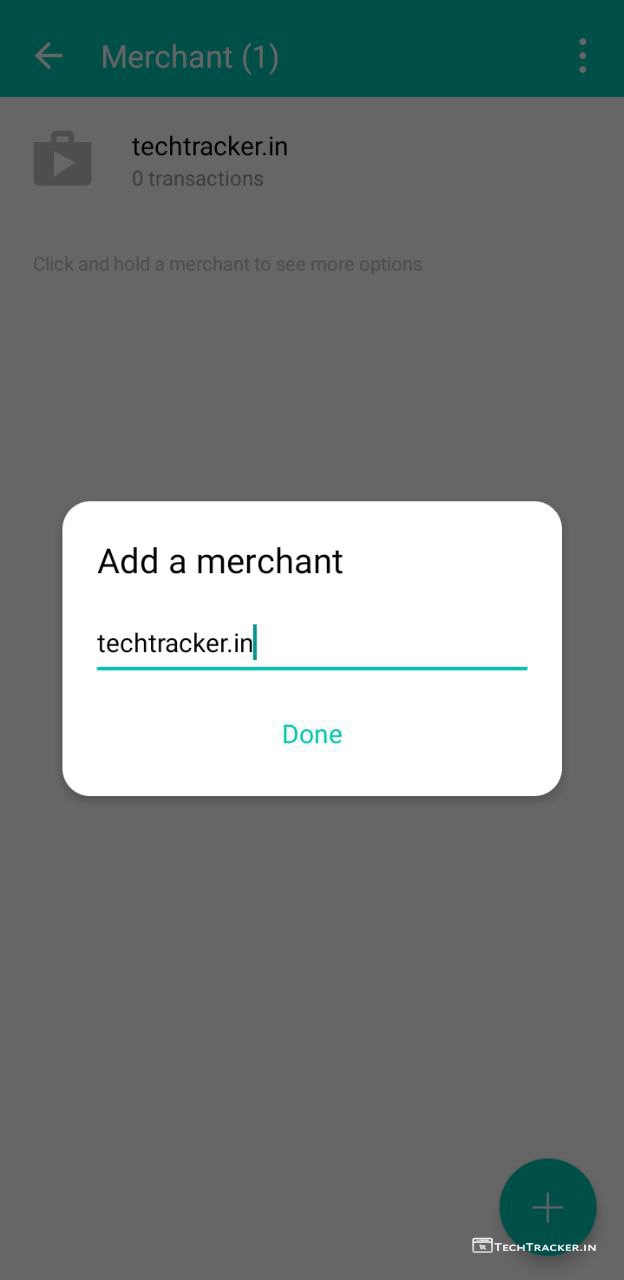 Merchant (1)
techtracker.in
0 transactions
Click and hold a merchant to see more options
Add a merchant
techtracker.in
Done
TECHTRACKER.IN